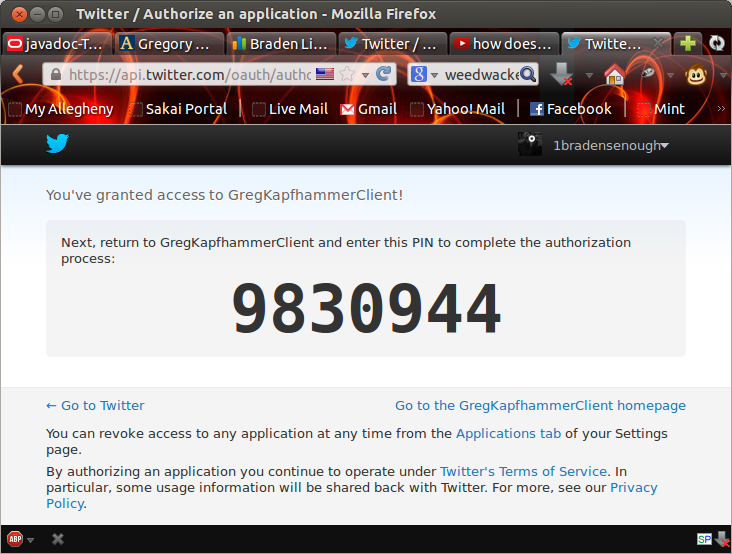 Twitter / Authorize an application - Mozilla Firefox
javadoc-T... Gregory ... Braden Li... Twitter / ... how does... Twitte...
https://api.twitter.com/oauth/autho weedwacke
My Allegheny Sakai Portal Live Mail Gmail Yahoo! Mail Facebook Mint
1bradensenough
You've granted access to GregKapfhammerClient!
Next, return to GregKapfhammerClient and enter this PIN to complete the authorization
process:
9830944
← Go to Twitter Go to the GregKapfhammerClient homepage
You can revoke access to any application at any time from the Applications tab of your Settings
page.
By authorizing an application you continue to operate under Twitter's Terms of Service. In
particular, some usage information will be shared back with Twitter. For more, see our Privacy
Policy.
ABP SP